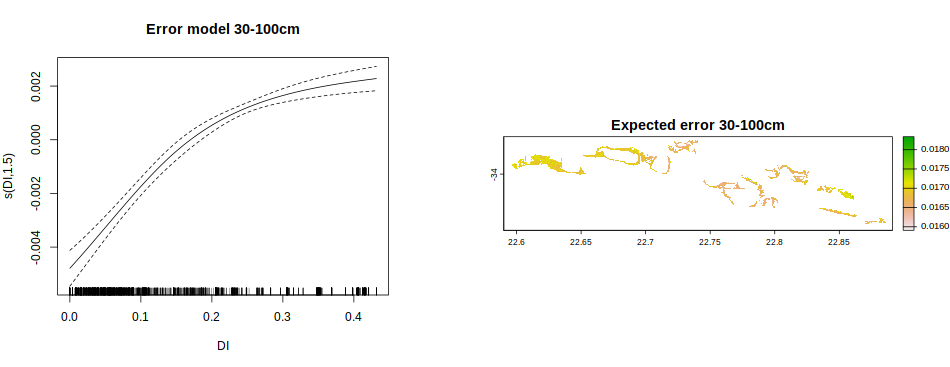 Error model 30-100cm
s(DI,1.5)
0.002
0.000
-0.002
-0.004
0.0 0.1 0.2 0.3 0.4
DI
Expected error 30-100cm
-34
22.6 22.65 22.7 22.75 22.8 22.85
0.0180
0.0175
0.0170
0.0165
0.0160